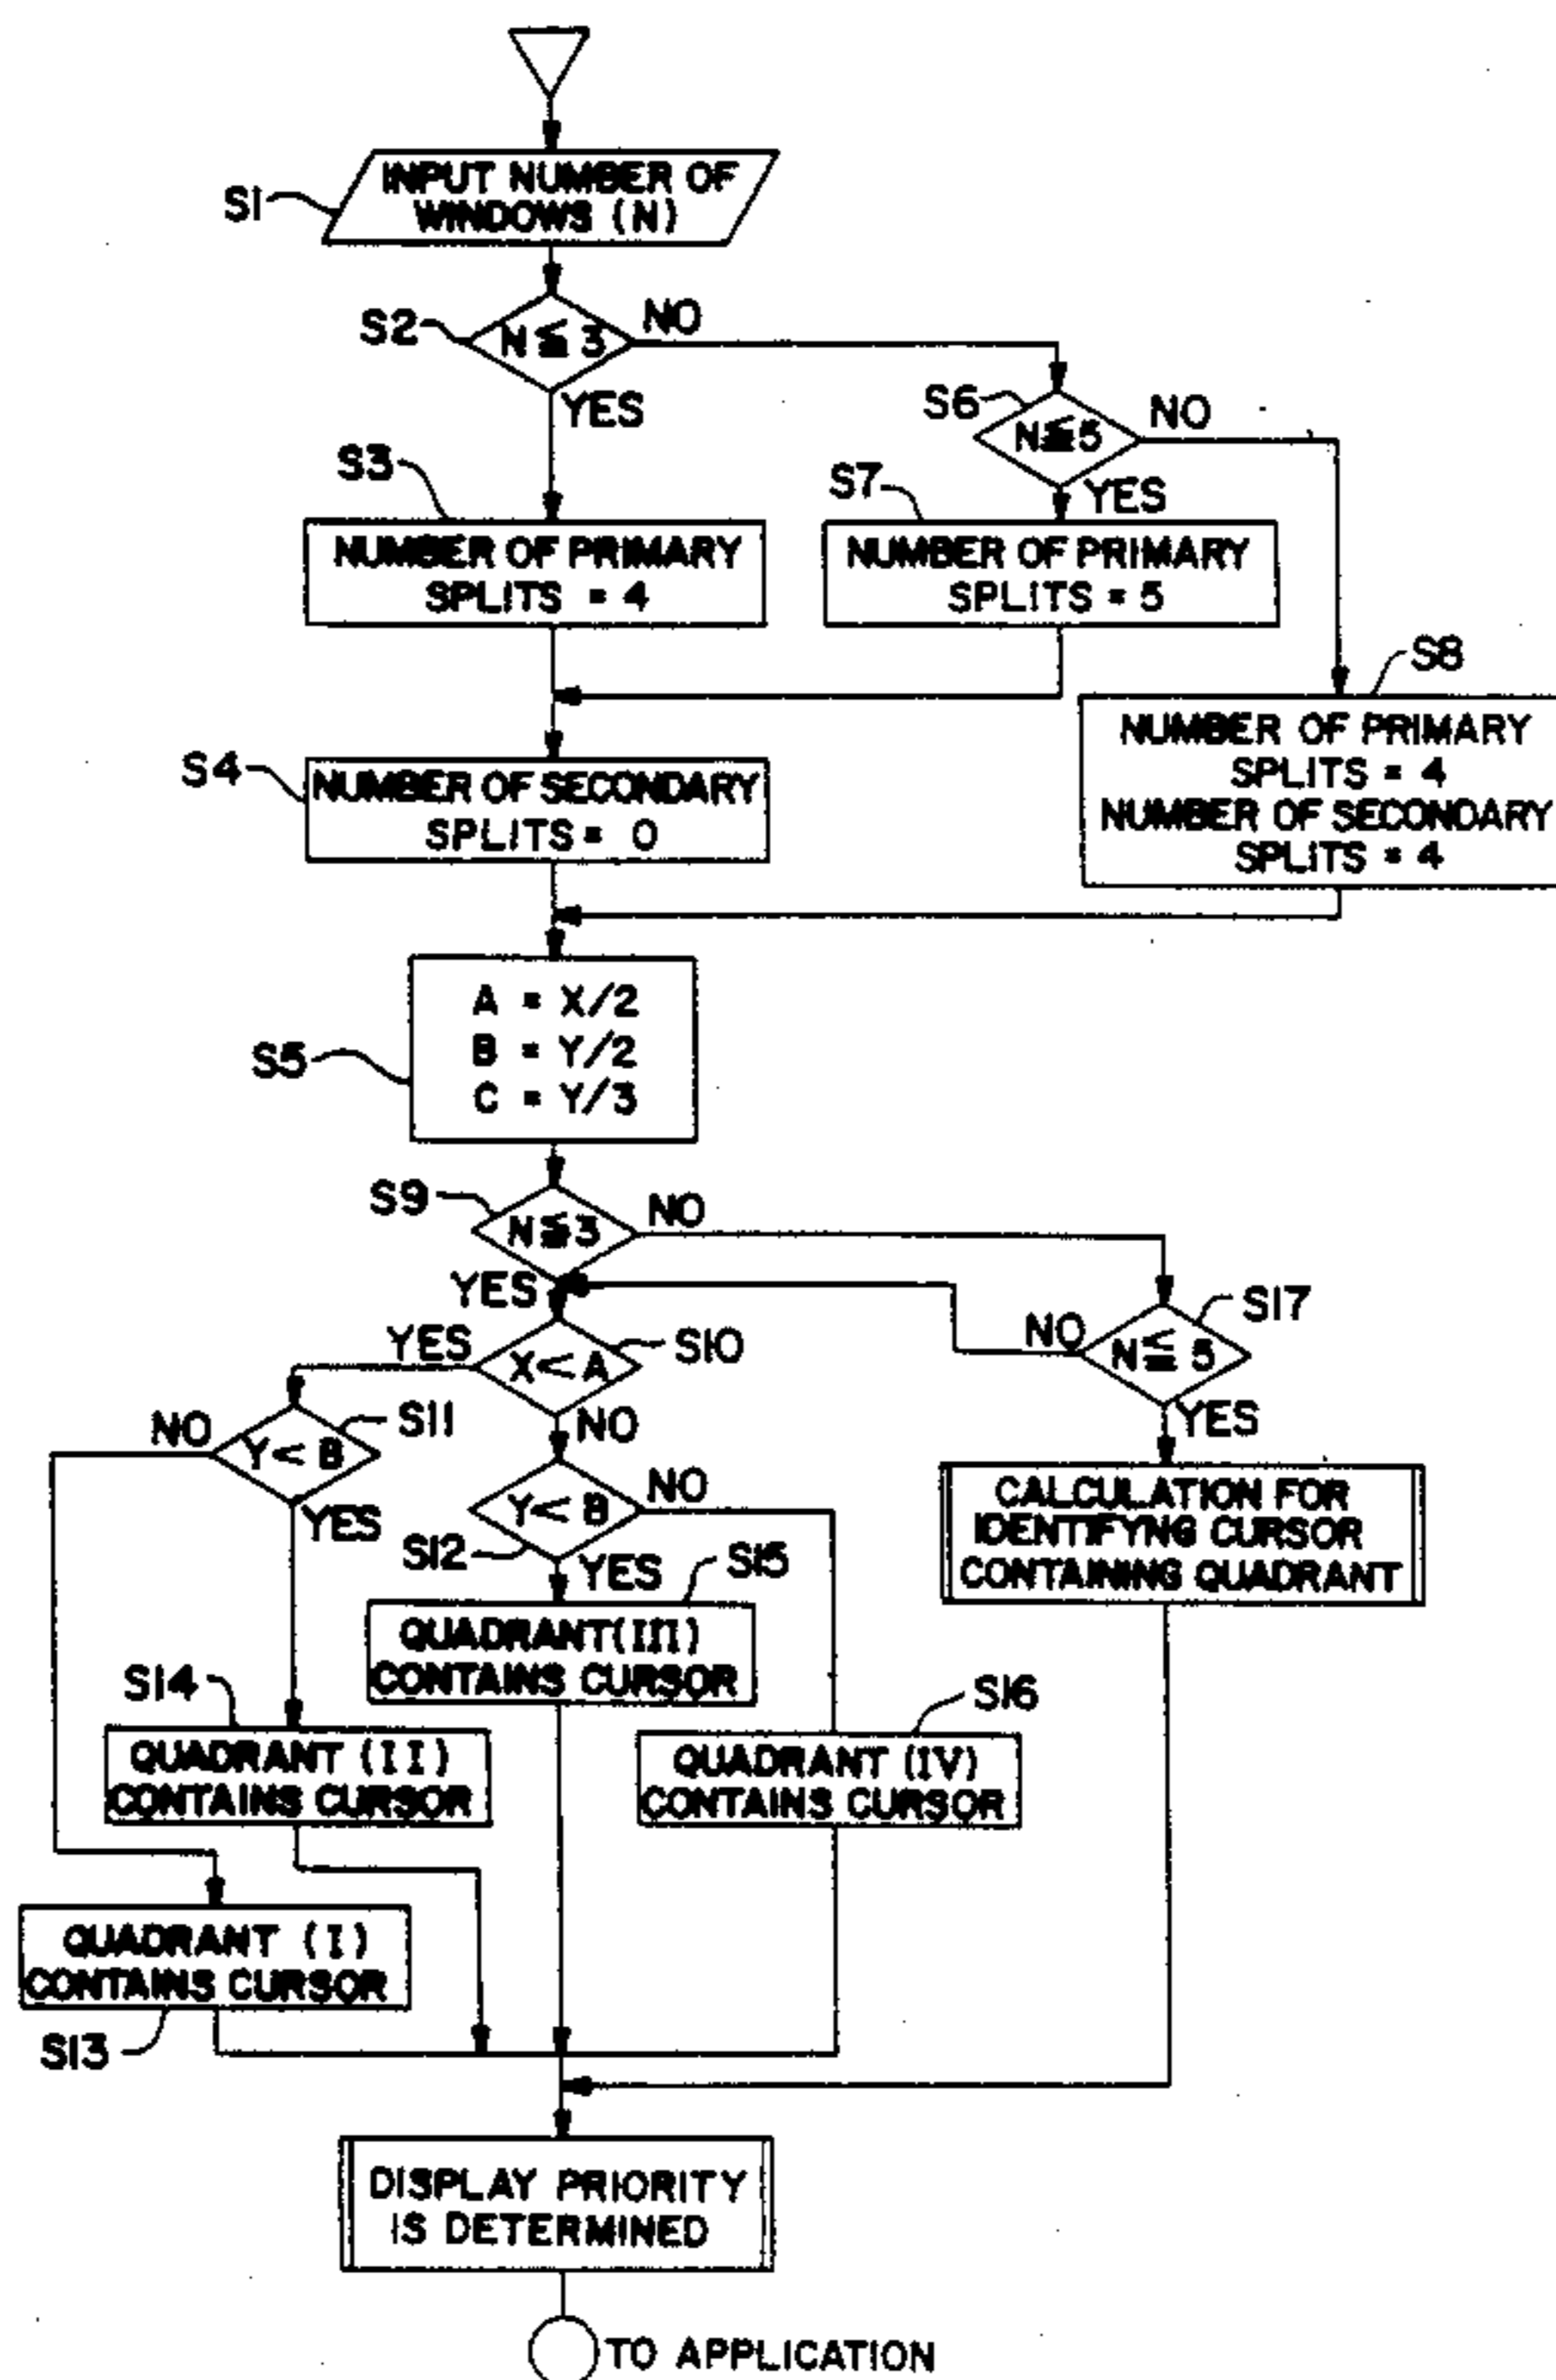 S1
INPUT NUMBER OF
WINDOWS (N)
S2
N ≦ 3
NO
YES
S6
N≦5
NO
YES
S3
NUMBER OF PRIMARY
SPLITS = 4
S7
NUMBER OF PRIMARY
SPLITS = 5
S8
NUMBER OF PRIMARY
SPLITS = 4
NUMBER OF SECONDARY
SPLITS = 4
S4
NUMBER OF SECONDARY
SPLITS = 0
S5
A = X/2
B = Y/2
C = Y/3
S9
N≦3
NO
YES
S17
N≦ 5
NO
YES
S10
X< A
YES
NO
S11
Y< B
NO
YES
S12
Y< B
NO
YES
CALCULATION FOR
IDENTIFYNG CURSOR
CONTAINING QUADRANT
S15
QUADRANT(III)
CONTAINS CURSOR
S14
QUADRANT (II)
CONTAINS CURSOR
S16
QUADRANT (IV)
CONTAINS CURSOR
QUADRANT (I)
CONTAINS CURSOR
S13
DISPLAY PRIORITY
IS DETERMINED
TO APPLICATION